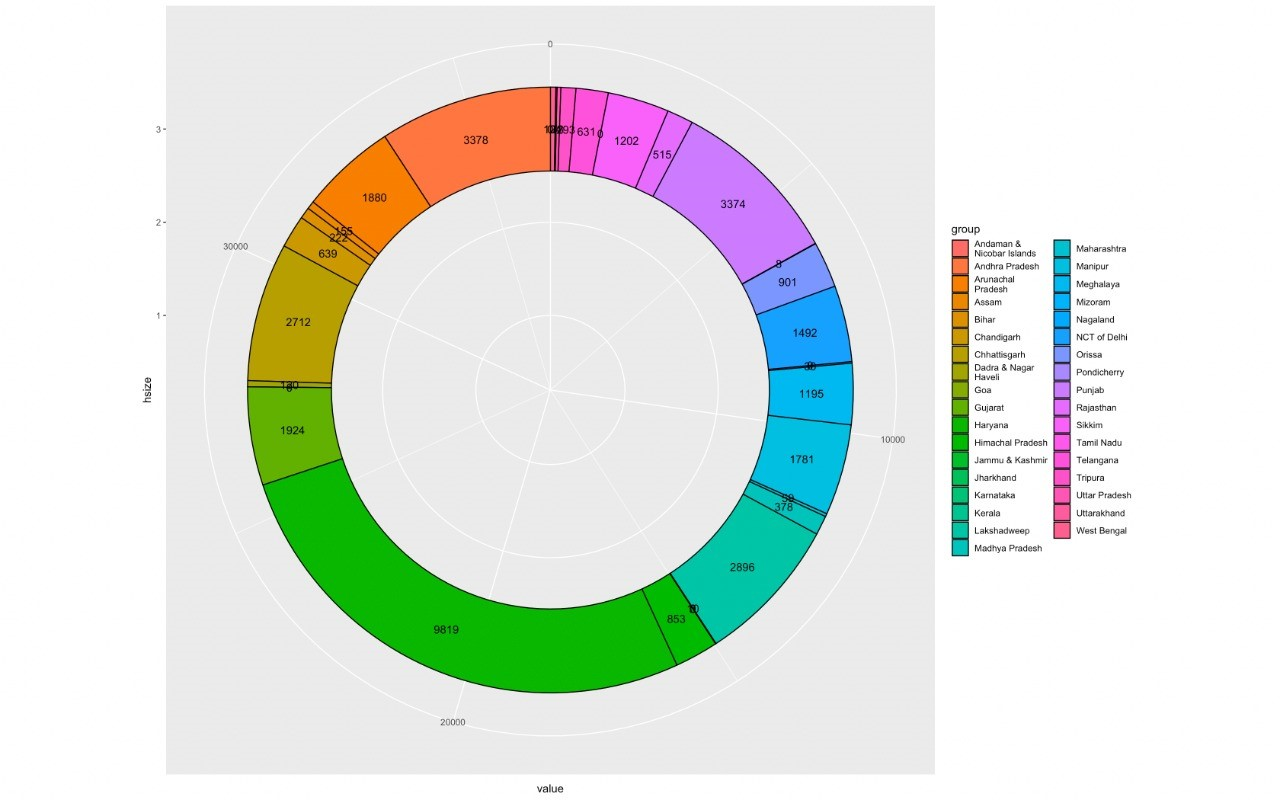 0
3
2
1
30000
10000
20000
3378
631
0
1202
515
3374
1880
155
222
639
901
2712
1492
1195
1924
1781
378
2896
853
9819
hsize
value
group
Andaman &
Nicobar Islands
Andhra Pradesh
Arunachal
Pradesh
Assam
Bihar
Chandigarh
Chhattisgarh
Dadra & Nagar
Haveli
Goa
Gujarat
Haryana
Himachal Pradesh
Jammu & Kashmir
Jharkhand
Karnataka
Kerala
Lakshadweep
Madhya Pradesh
Maharashtra
Manipur
Meghalaya
Mizoram
Nagaland
NCT of Delhi
Orissa
Pondicherry
Punjab
Rajasthan
Sikkim
Tamil Nadu
Telangana
Tripura
Uttar Pradesh
Uttarakhand
West Bengal